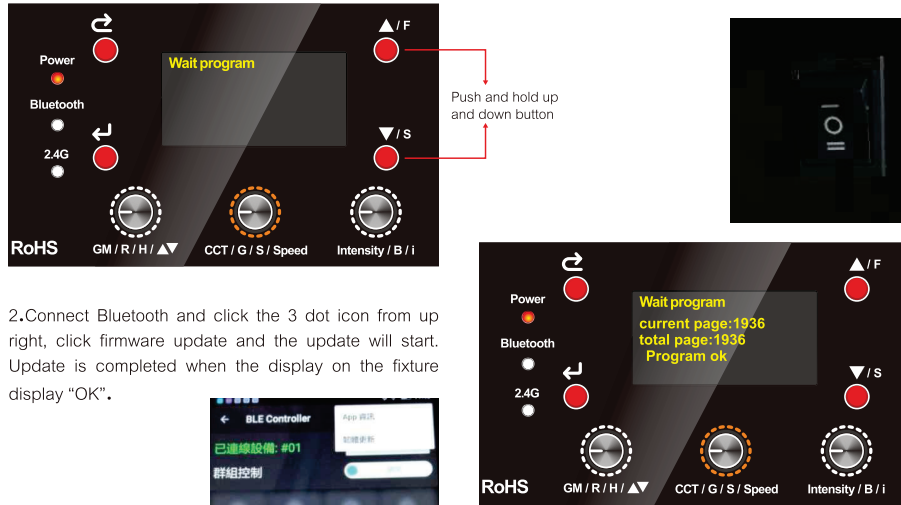 ▲/ F
Power
Wait program
Bluetooth
Push and hold up
and down button
▼/ S
2.4G
RoHS
GM / R / H / ▲▼
CCT / G / S / Speed
Intensity / B / i
I
O
II
2.Connect Bluetooth and click the 3 dot icon from up
right, click firmware update and the update will start.
Update is completed when the display on the fixture
display “OK”.
← BLE Controller
App 資訊
韌體更新
已連線設備: #01
群組控制
▲/ F
Power
Wait program
current page:1936
total page:1936
Program ok
Bluetooth
▼/ S
2.4G
RoHS
GM / R / H / ▲▼
CCT / G / S / Speed
Intensity / B / i